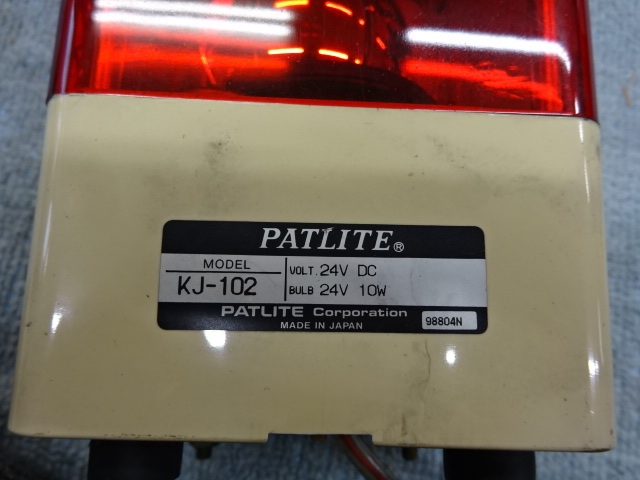 PATLITE®
MODEL
KJ-102
VOLT. 24V DC
BULB 24V 10W
PATLITE Corporation
MADE IN JAPAN
98804N